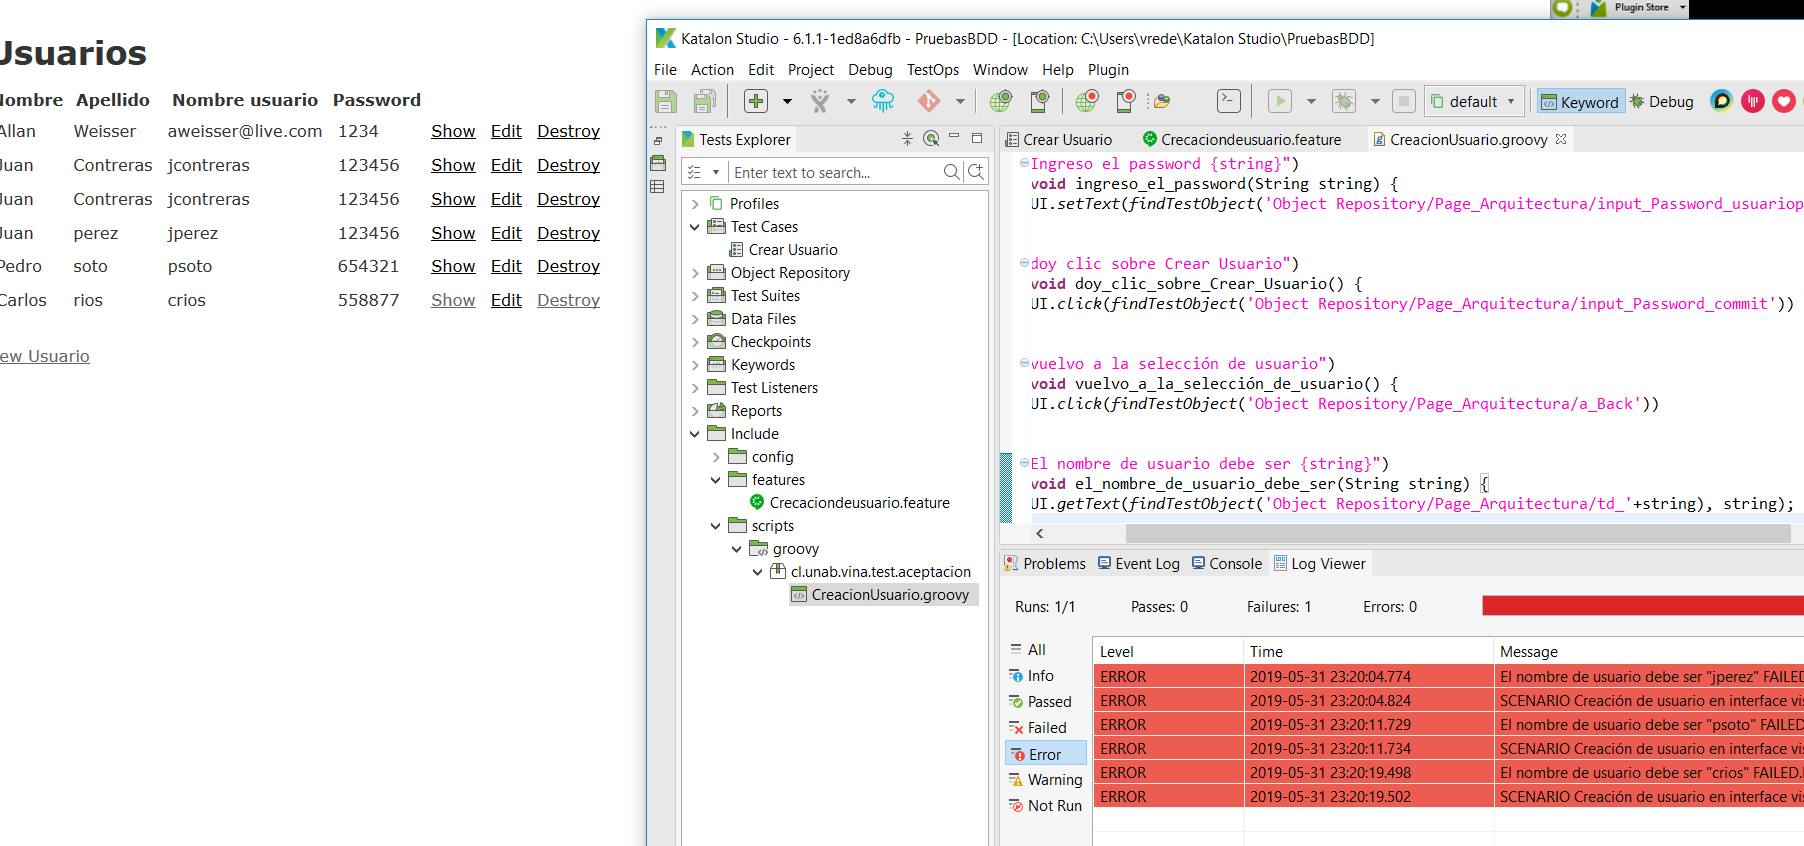 Plugin Store
Usuarios
Nombre Apellido Nombre usuario Password
Allan Weisser aweisser@live.com 1234 Show Edit Destroy
Juan Contreras jcontreras 123456 Show Edit Destroy
Juan Contreras jcontreras 123456 Show Edit Destroy
Juan perez jperez 123456 Show Edit Destroy
Pedro soto psoto 654321 Show Edit Destroy
Carlos rios crios 558877 Show Edit Destroy
ew Usuario
Katalon Studio - 6.1.1-1ed8a6dfb - PruebasBDD - [Location: C:\Users\vrede\Katalon Studio\PruebasBDD]
File Action Edit Project Debug TestOps Window Help Plugin
default Keyword Debug
Tests Explorer
Enter text to search...
Profiles
Test Cases
Crear Usuario
Object Repository
Test Suites
Data Files
Checkpoints
Keywords
Test Listeners
Reports
Include
config
features
Crecaciondeusuario.feature
scripts
groovy
cl.unab.vina.test.aceptacion
CreacionUsuario.groovy
Crear Usuario Crecaciondeusuario.feature CreacionUsuario.groovy
Ingreso el password {string}")
void ingreso_el_password(String string) {
UI.setText(findTestObject('Object Repository/Page_Arquitectura/input_Password_usuariop
doy clic sobre Crear Usuario")
void doy_clic_sobre_Crear_Usuario() {
UI.click(findTestObject('Object Repository/Page_Arquitectura/input_Password_commit'))
vuelvo a la selección de usuario")
void vuelvo_a_la_selección_de_usuario() {
UI.click(findTestObject('Object Repository/Page_Arquitectura/a_Back'))
El nombre de usuario debe ser {string}")
void el_nombre_de_usuario_debe_ser(String string) {
UI.getText(findTestObject('Object Repository/Page_Arquitectura/td_'+string), string);
Problems Event Log Console Log Viewer
Runs: 1/1 Passes: 0 Failures: 1 Errors: 0
All
Info
Passed
Failed
Error
Warning
Not Run
Level Time Message
ERROR 2019-05-31 23:20:04.774 El nombre de usuario debe ser "jperez" FAILED
ERROR 2019-05-31 23:20:04.824 SCENARIO Creación de usuario en interface vis
ERROR 2019-05-31 23:20:11.729 El nombre de usuario debe ser "psoto" FAILED
ERROR 2019-05-31 23:20:11.734 SCENARIO Creación de usuario en interface vis
ERROR 2019-05-31 23:20:19.498 El nombre de usuario debe ser "crios" FAILED.
ERROR 2019-05-31 23:20:19.502 SCENARIO Creación de usuario en interface vis